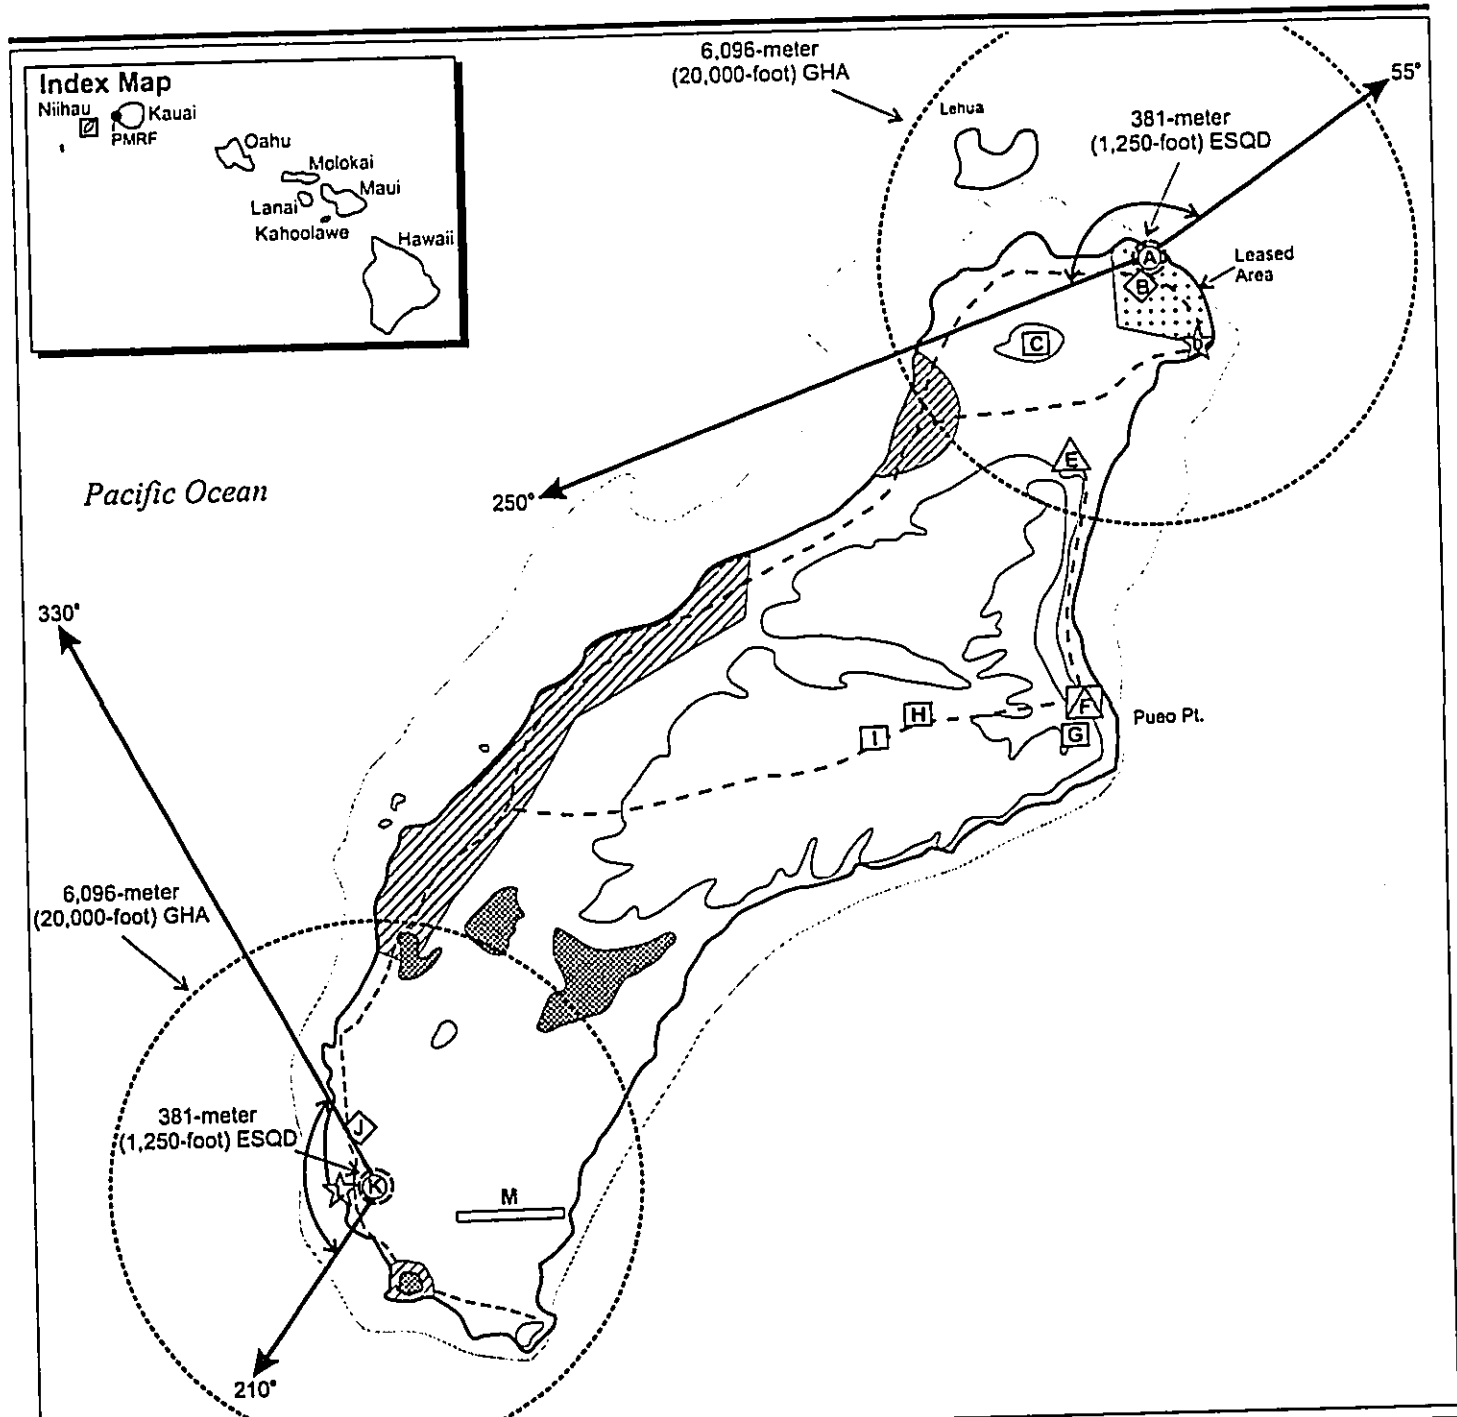 Index Map
Niihau
Kauai
PMRF
Oahu
Molokai
Maui
Lanai
Kahoolawe
Hawaii
6,096-meter
(20,000-foot) GHA
Lehua
55°
381-meter
(1,250-foot) ESQD
A
B
Leased
Area
C
D
E
Pacific Ocean
250°
330°
F
Pueo Pt.
G
H
I
6,096-meter
(20,000-foot) GHA
381-meter
(1,250-foot) ESQD
J
K
L
M
210°